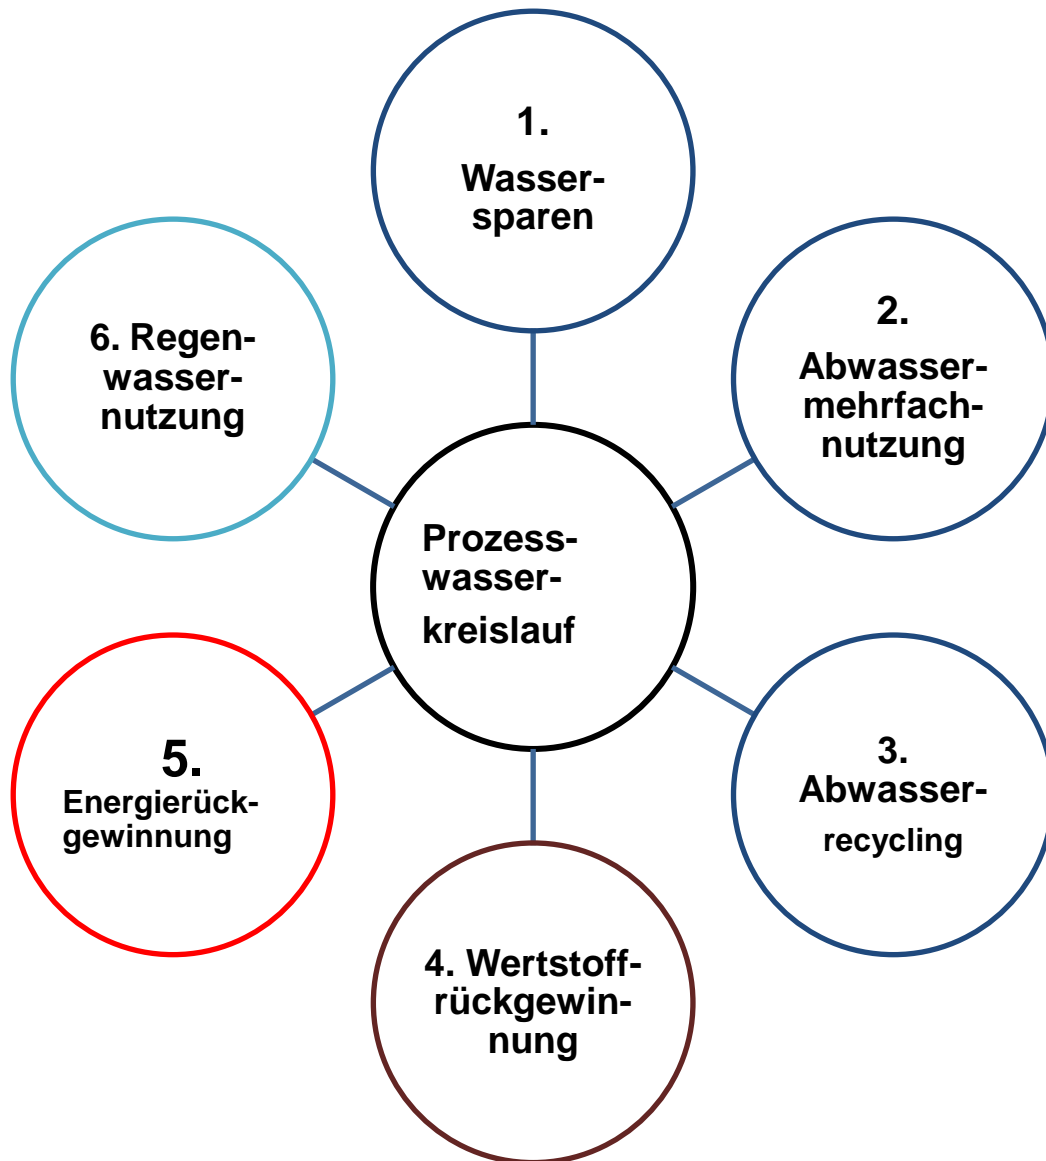 1.
Wasser-
sparen
2.
Abwasser-
mehrfach-
nutzung
3.
Abwasser-
recycling
4. Wertstoff-
rückgewin-
nung
5.
Energierück-
gewinnung
6. Regen-
wasser-
nutzung
Prozess-
wasser-
kreislauf